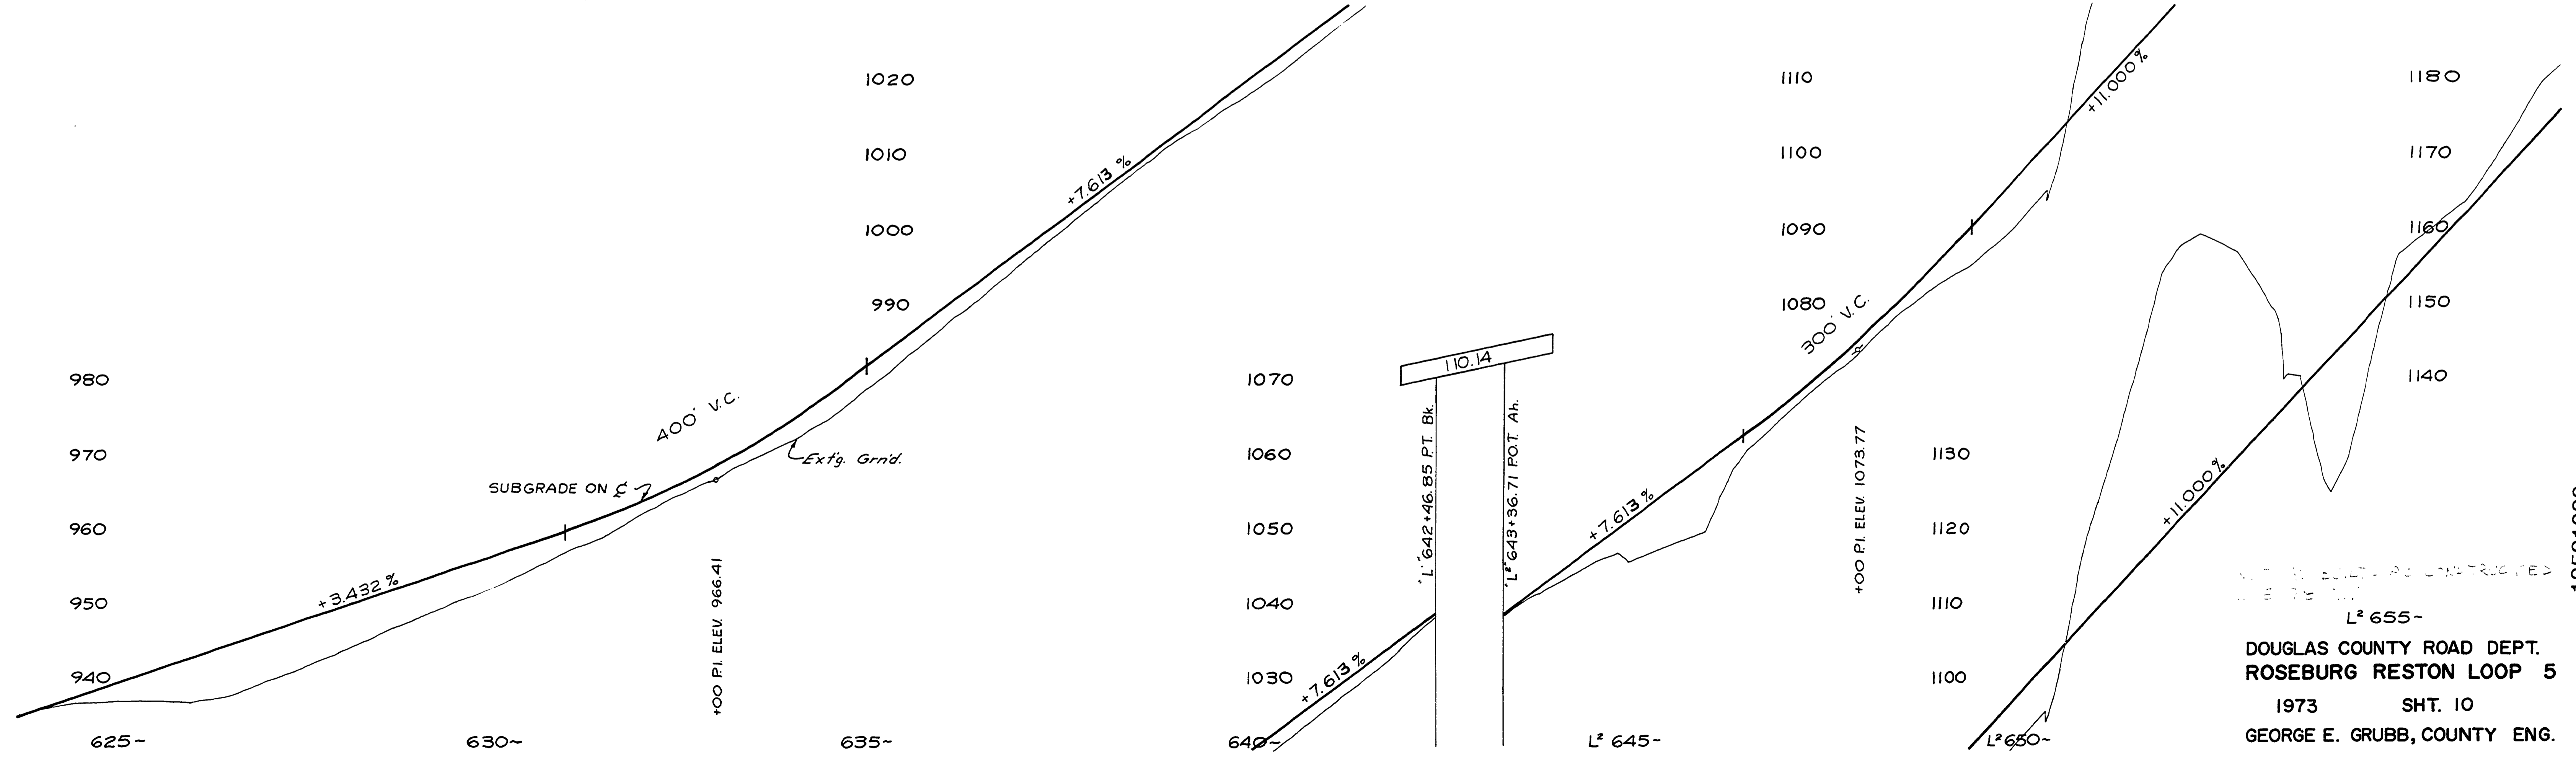 1020
1010
1000
990
980
970
960
950
940
+3.432 %
SUBGRADE ON ℄
400' V.C.
Ext'g. Grn'd.
+7.613 %
+00 P.I. ELEV. 966.41
625~
630~
635~
1070
1060
1050
1040
1030
110.14
"L" 642+46.85 P.T. Bk.
"L²" 643+36.71 P.O.T. Ah.
+7.613 %
+7.613 %
640~
L² 645~
1110
1100
1090
1080
300' V.C.
+11.000 %
+00 P.I. ELEV. 1073.77
1130
1120
1110
1100
L² 650~
1180
1170
1160
1150
1140
+11.000 %
CONSTRUCTED
L² 655~
DOUGLAS COUNTY ROAD DEPT.
ROSEBURG RESTON LOOP 5
1973 SHT. 10
GEORGE E. GRUBB, COUNTY ENG.